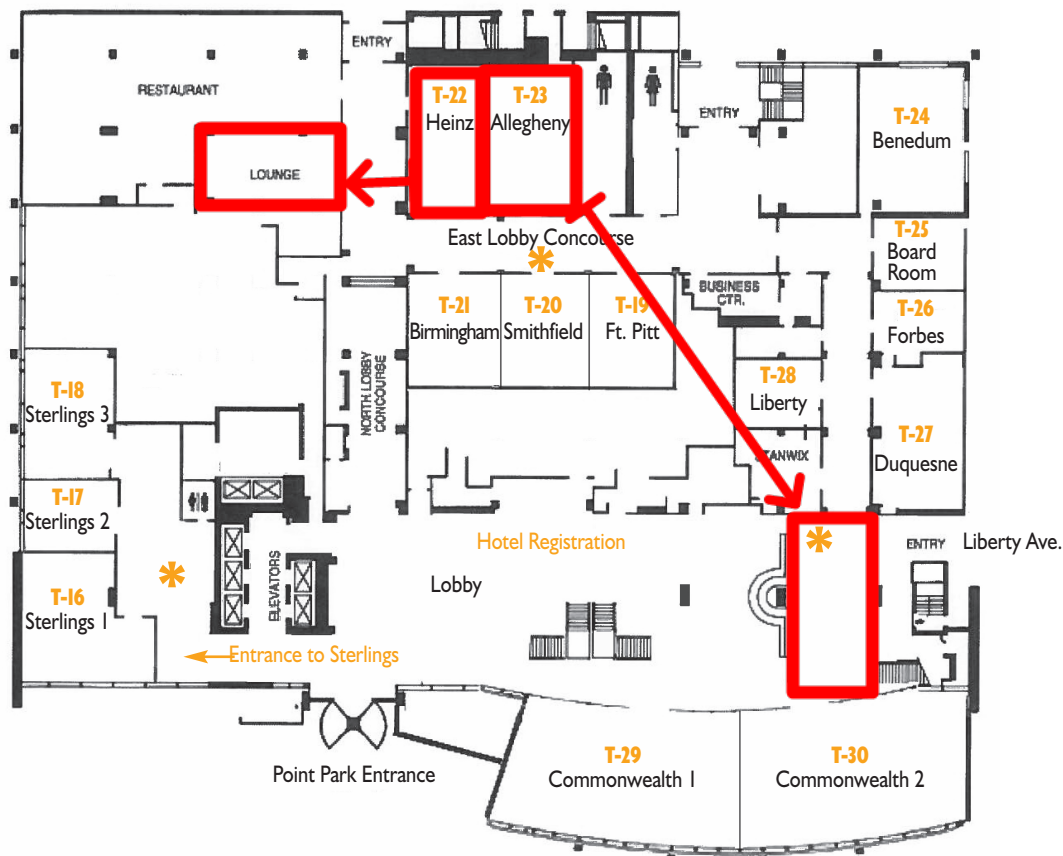 ENTRY
RESTAURANT
T-22
Heinz
T-23
Allegheny
ENTRY
T-24
Benedum
LOUNGE
East Lobby Concourse
*
T-25
Board
Room
BUSINESS
CTR.
T-21
Birmingham
T-20
Smithfield
T-19
Ft. Pitt
T-26
Forbes
NORTH LOBBY
CONCOURSE
T-18
Sterlings 3
T-28
Liberty
T-27
Duquesne
T-17
Sterlings 2
Hotel Registration
*
ENTRY
Liberty Ave.
*
ELEVATORS
Lobby
T-16
Sterlings 1
Entrance to Sterlings
T-29
Commonwealth 1
T-30
Commonwealth 2
Point Park Entrance